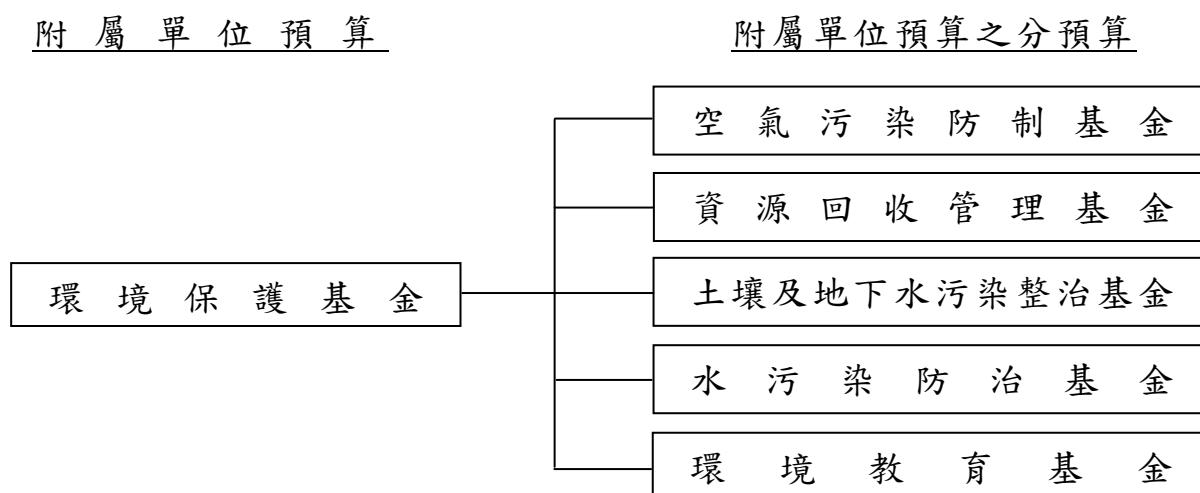 附屬單位預算
附屬單位預算之分預算
空氣污染防制基金
資源回收管理基金
環境保護基金
土壤及地下水污染整治基金
水污染防治基金
環境教育基金